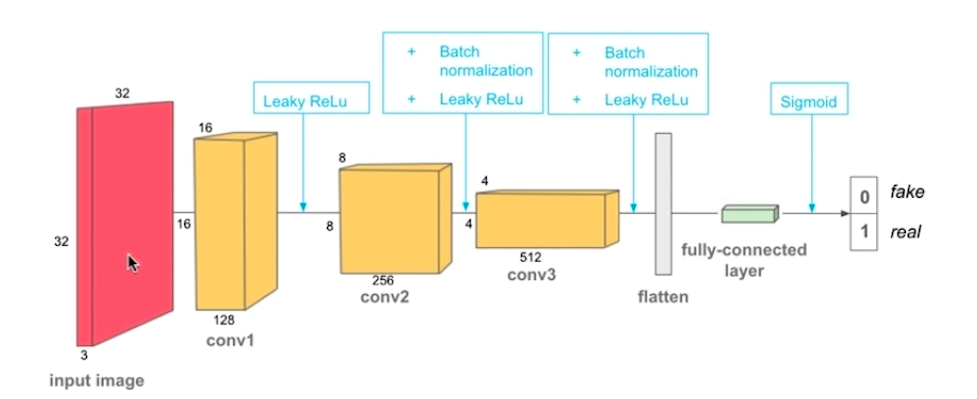 32
32
3
input image
16
16
128
conv1
Leaky ReLu
8
8
256
conv2
+ Batch
normalization
+ Leaky ReLu
4
4
512
conv3
+ Batch
normalization
+ Leaky ReLu
flatten
fully-connected
layer
Sigmoid
0 fake
1 real